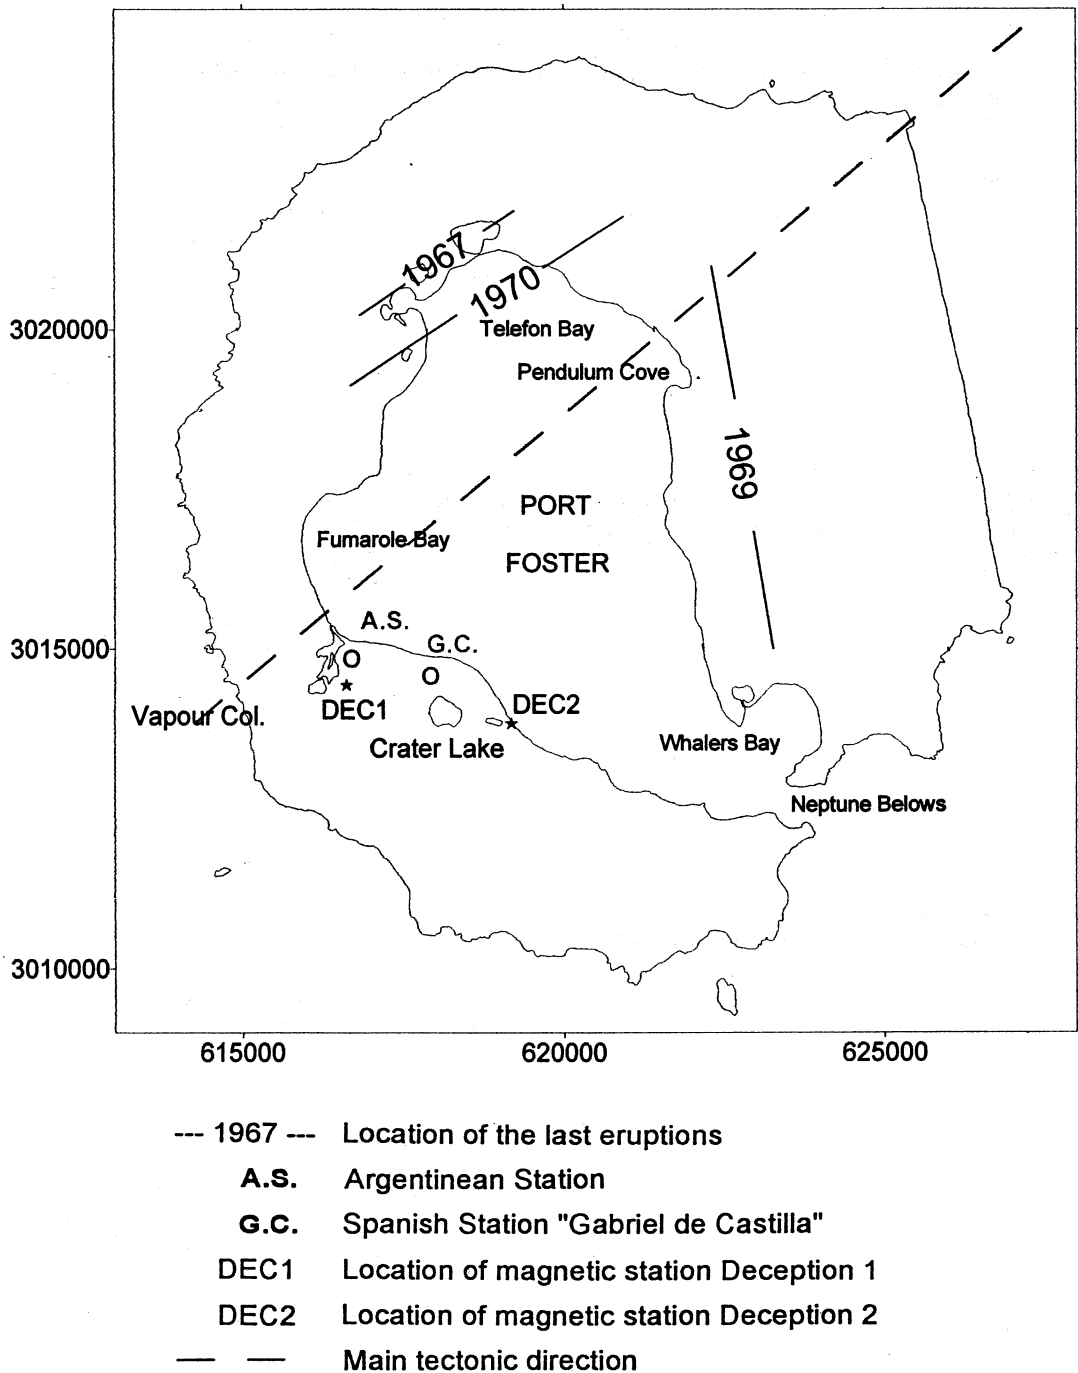 1967
1970
3020000
Telefon Bay
Pendulum Cove
1969
PORT
FOSTER
Fumarole Bay
A.S.
G.C.
3015000
O
O
DEC1
DEC2
Vapour Col.
Crater Lake
Whalers Bay
Neptune Belows
3010000
615000 620000 625000
--- 1967 --- Location of the last eruptions
A.S. Argentinean Station
G.C. Spanish Station "Gabriel de Castilla"
DEC1 Location of magnetic station Deception 1
DEC2 Location of magnetic station Deception 2
Main tectonic direction